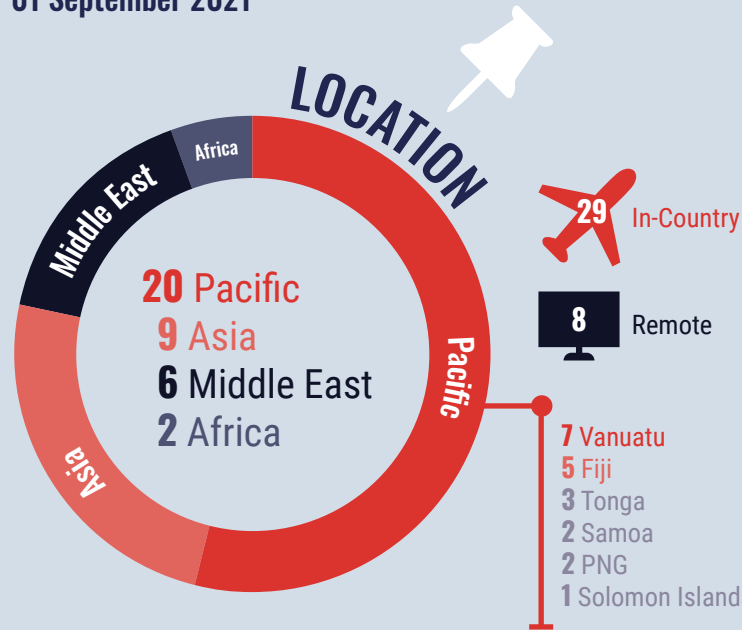 01 September 2021
LOCATION
Africa
Middle East
Asia
Pacific
20 Pacific
9 Asia
6 Middle East
2 Africa
29 In-Country
8 Remote
7 Vanuatu
5 Fiji
3 Tonga
2 Samoa
2 PNG
1 Solomon Island